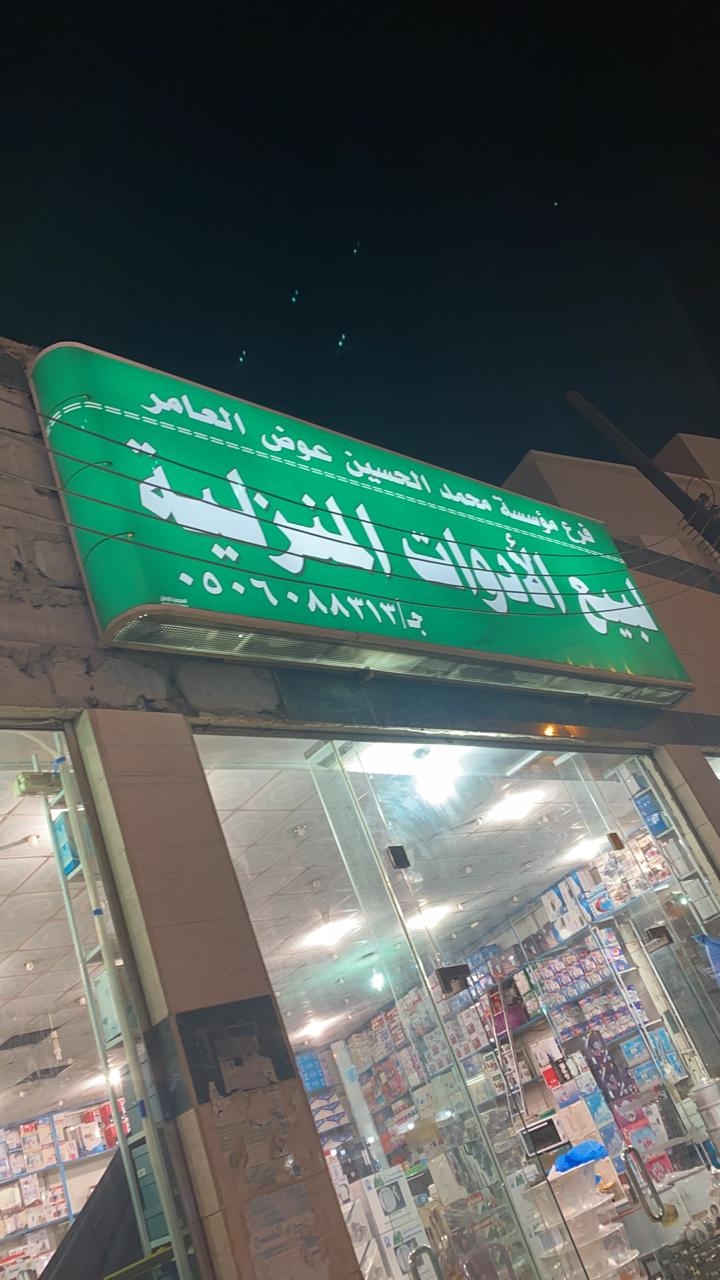 فرع مؤسسة محمد الحسين عوض العامر
لبيع الأدوات المنزلية
ج/٠٥٠٦٠٨٨٣١٣